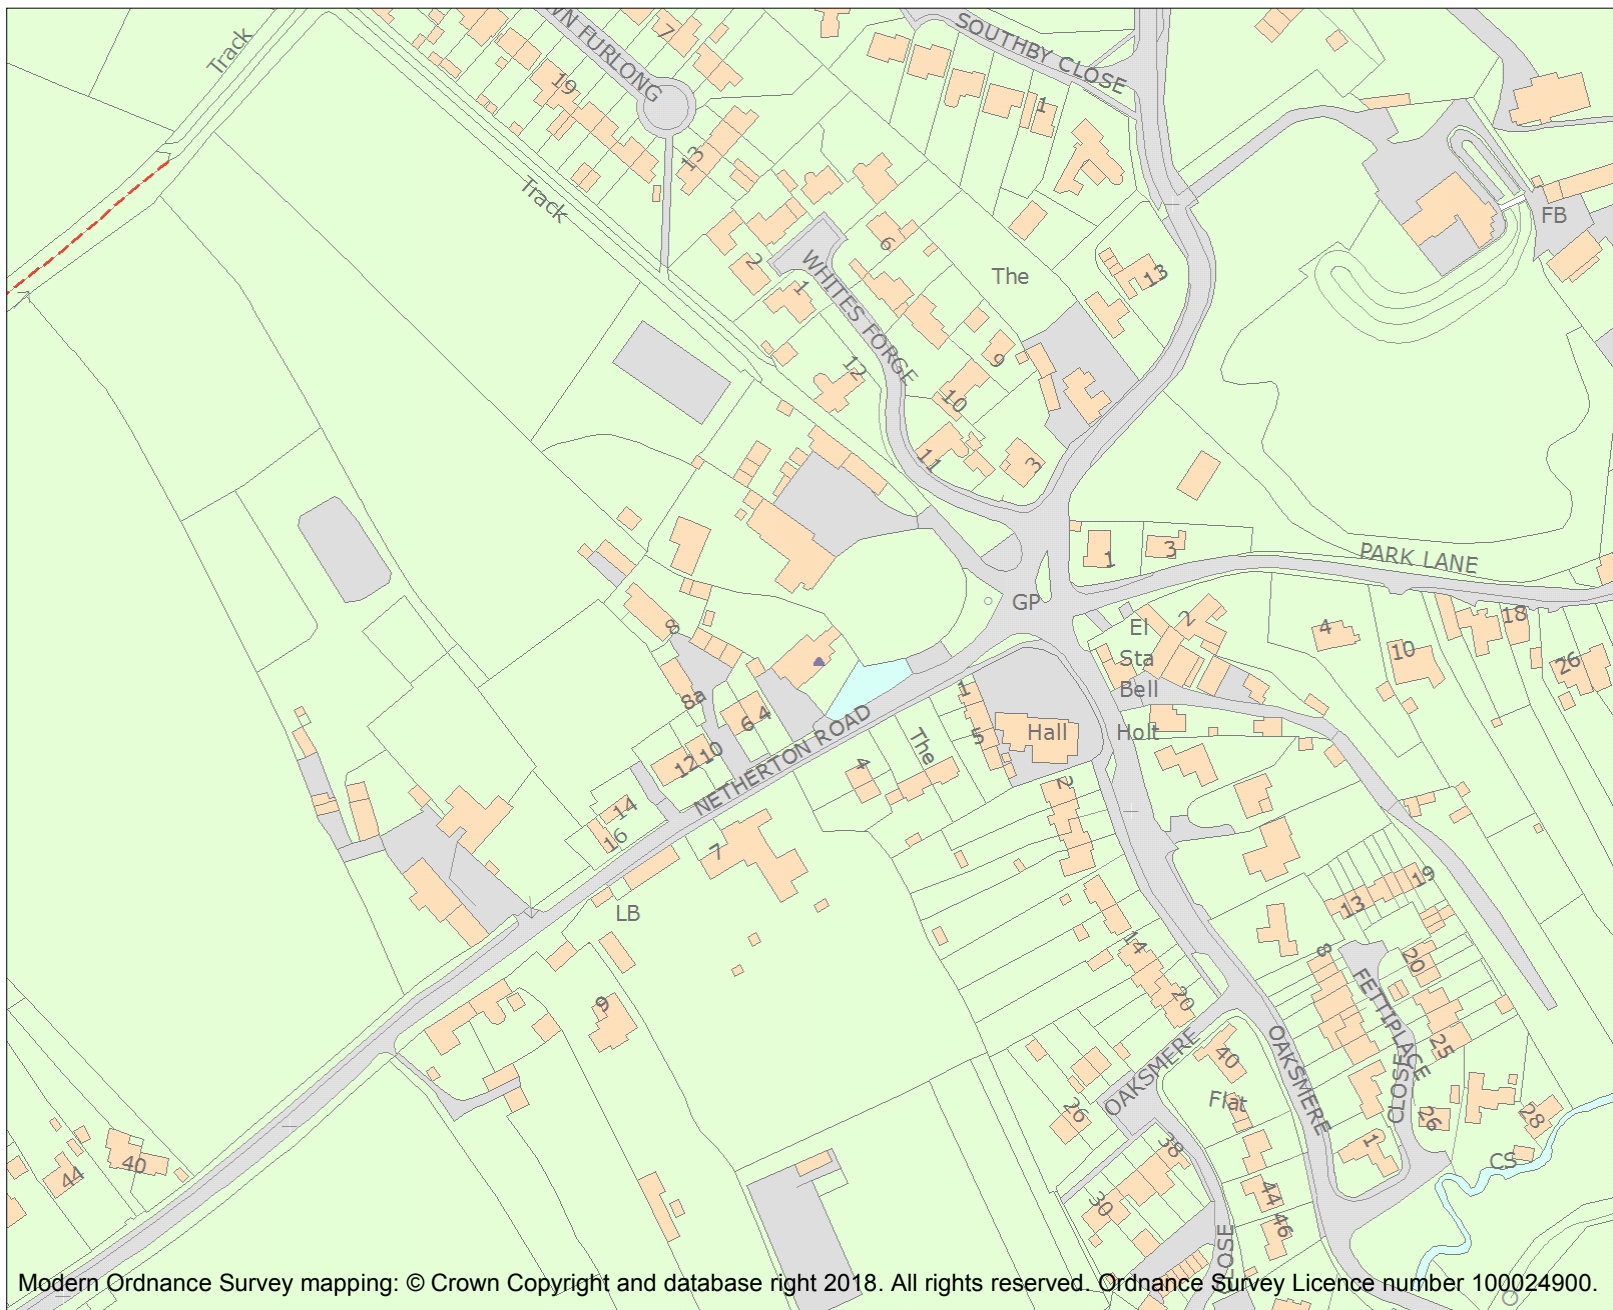 Track
WN FURLONG
7
SOUTHBY CLOSE
19
1
13
Track
FB
6
2
WHITES FORGE
1
The
13
12
9
10
11
3
PARK LANE
1
3
GP
El
Sta
2
4
18
8
10
26
8a
Bell
1
6 4
NETHERTON ROAD
5
Hall
Holt
The
12 10
4
2
14
16
7
19
13
LB
14
8
20
20
9
FETTIPLACE
CLOSE
25
OAKSMERE
OAKSMERE
40
26
Flat
26
28
1
38
CS
44
40
30
44
46
CLOSE
Modern Ordnance Survey mapping: © Crown Copyright and database right 2018. All rights reserved. Ordnance Survey Licence number 100024900.